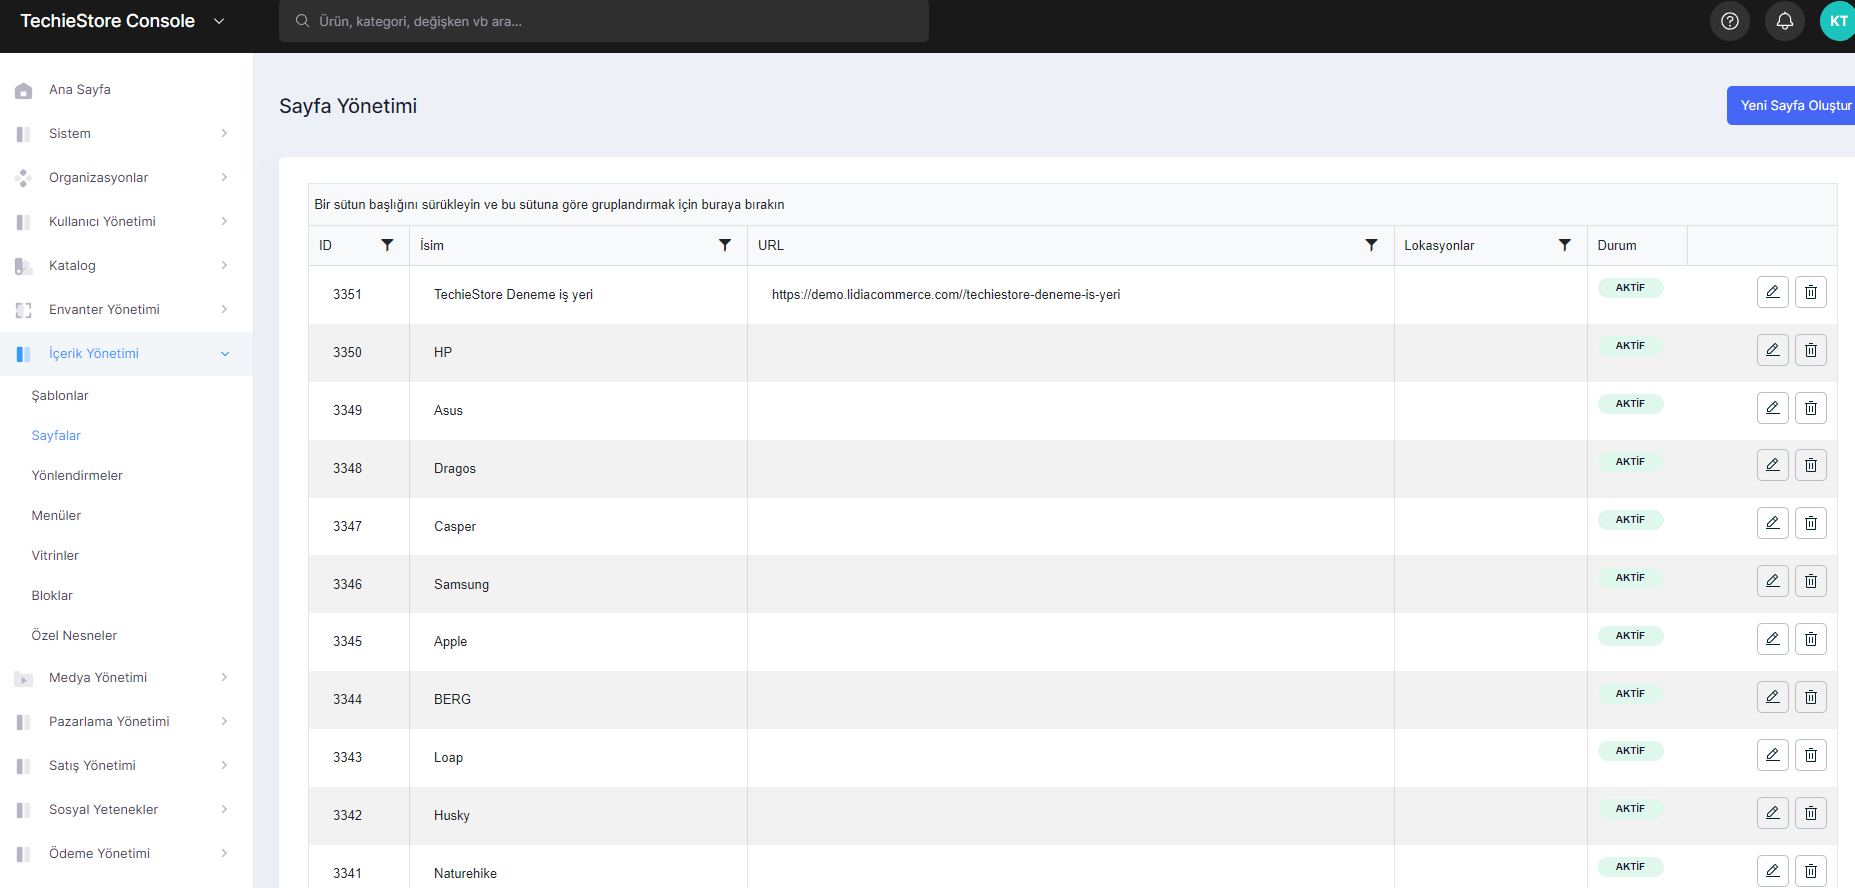 TechieStore Console
Ürün, kategori, değişken vb ara...
KT
Ana Sayfa
Sistem
Organizasyonlar
Kullanıcı Yönetimi
Katalog
Envanter Yönetimi
İçerik Yönetimi
Şablonlar
Sayfalar
Yönlendirmeler
Menüler
Vitrinler
Bloklar
Özel Nesneler
Medya Yönetimi
Pazarlama Yönetimi
Satış Yönetimi
Sosyal Yetenekler
Ödeme Yönetimi
Sayfa Yönetimi
Yeni Sayfa Oluştur
Bir sütun başlığını sürükleyin ve bu sütuna göre gruplandırmak için buraya bırakın
ID İsim URL Lokasyonlar Durum
3351 TechieStore Deneme iş yeri https://demo.lidiacommerce.com//techiestore-deneme-is-yeri AKTİF
3350 HP AKTİF
3349 Asus AKTİF
3348 Dragos AKTİF
3347 Casper AKTİF
3346 Samsung AKTİF
3345 Apple AKTİF
3344 BERG AKTİF
3343 Loap AKTİF
3342 Husky AKTİF
3341 Naturehike AKTİF